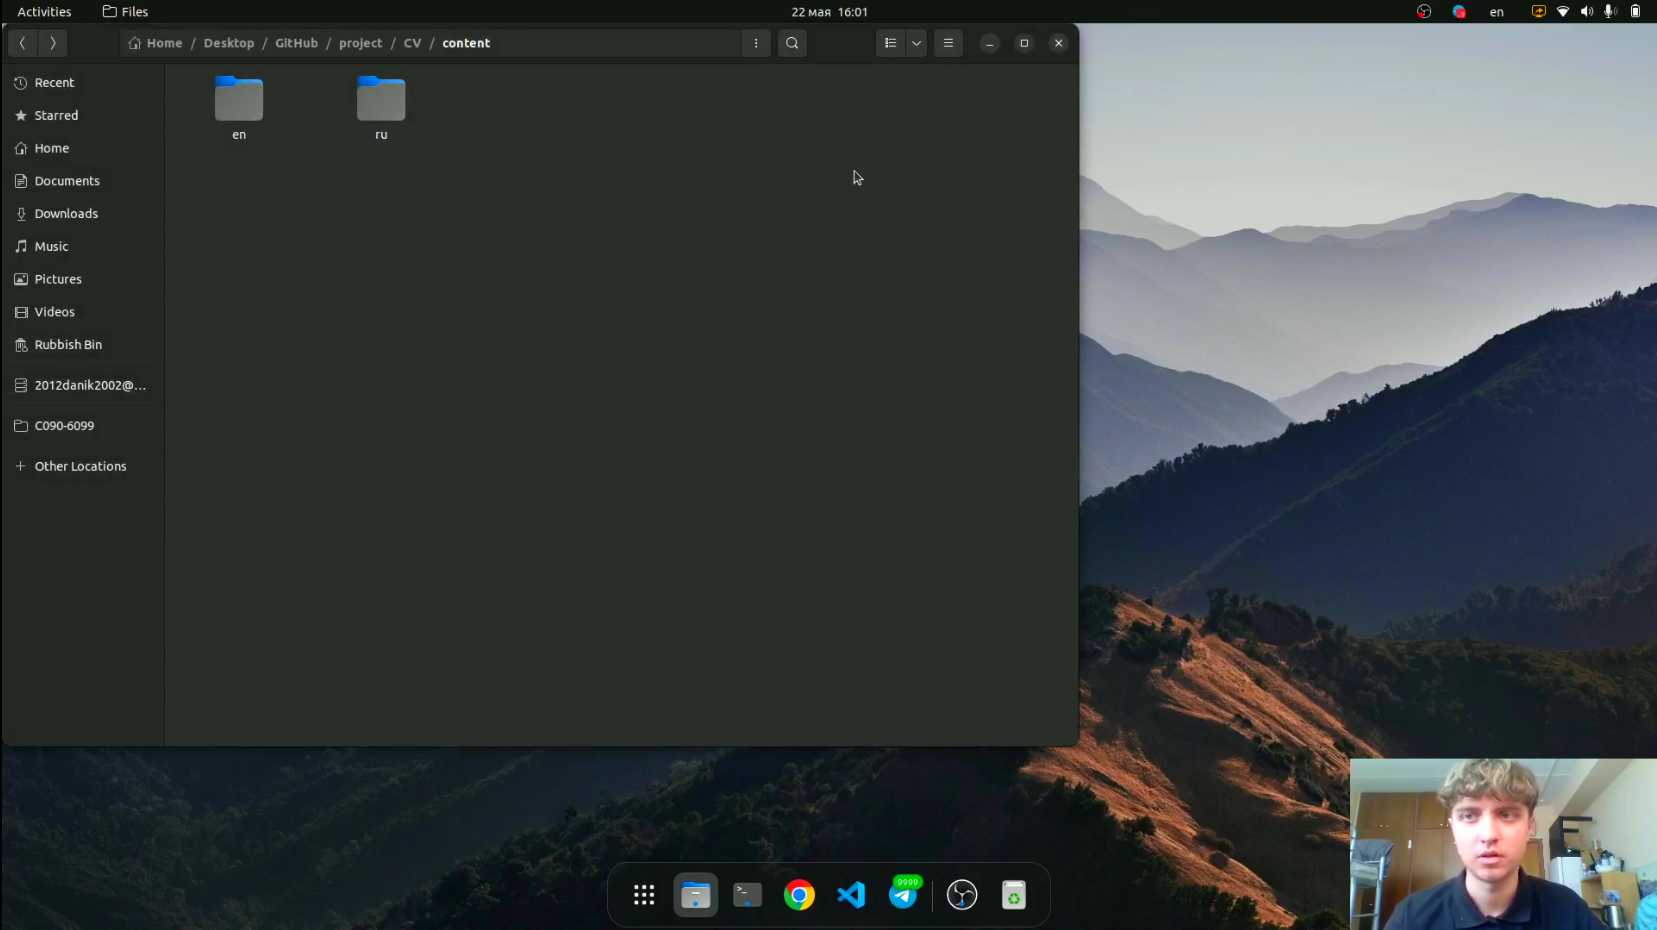 Activities
Files
22 мая 16:01
en
Home / Desktop / GitHub / project / CV / content
Recent
Starred
Home
Documents
Downloads
Music
Pictures
Videos
Rubbish Bin
2012danik2002@...
C090-6099
Other Locations
en
ru
>_
9999